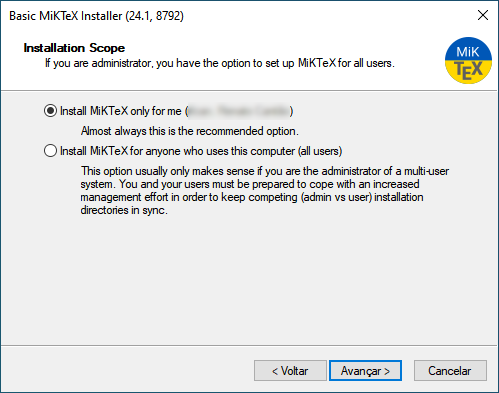 Basic MiKTeX Installer (24.1, 8792)
Installation Scope
If you are administrator, you have the option to set up MiKTeX for all users.
MiK
TEX
Install MiKTeX only for me ( )
Almost always this is the recommended option.
Install MiKTeX for anyone who uses this computer (all users)
This option usually only makes sense if you are the administrator of a multi-user
system. You and your users must be prepared to cope with an increased
management effort in order to keep competing (admin vs user) installation
directories in sync.
< Voltar
Avançar >
Cancelar